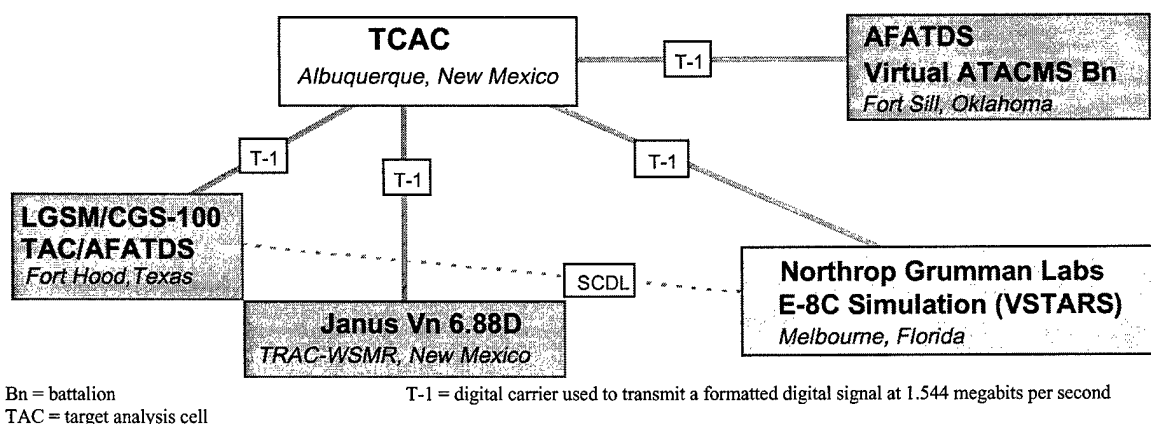 TCAC
Albuquerque, New Mexico
T-1
AFATDS
Virtual ATACMS Bn
Fort Sill, Oklahoma
T-1
T-1
T-1
LGSM/CGS-100
TAC/AFATDS
Fort Hood,Texas
SCDL
Northrop Grumman Labs
E-8C Simulation (VSTARS)
Melbourne, Florida
Janus Vn 6.88D
TRAC-WSMR, New Mexico
Bn = battalion
TAC = target analysis cell
T-1 = digital carrier used to transmit a formatted digital signal at 1.544 megabits per second